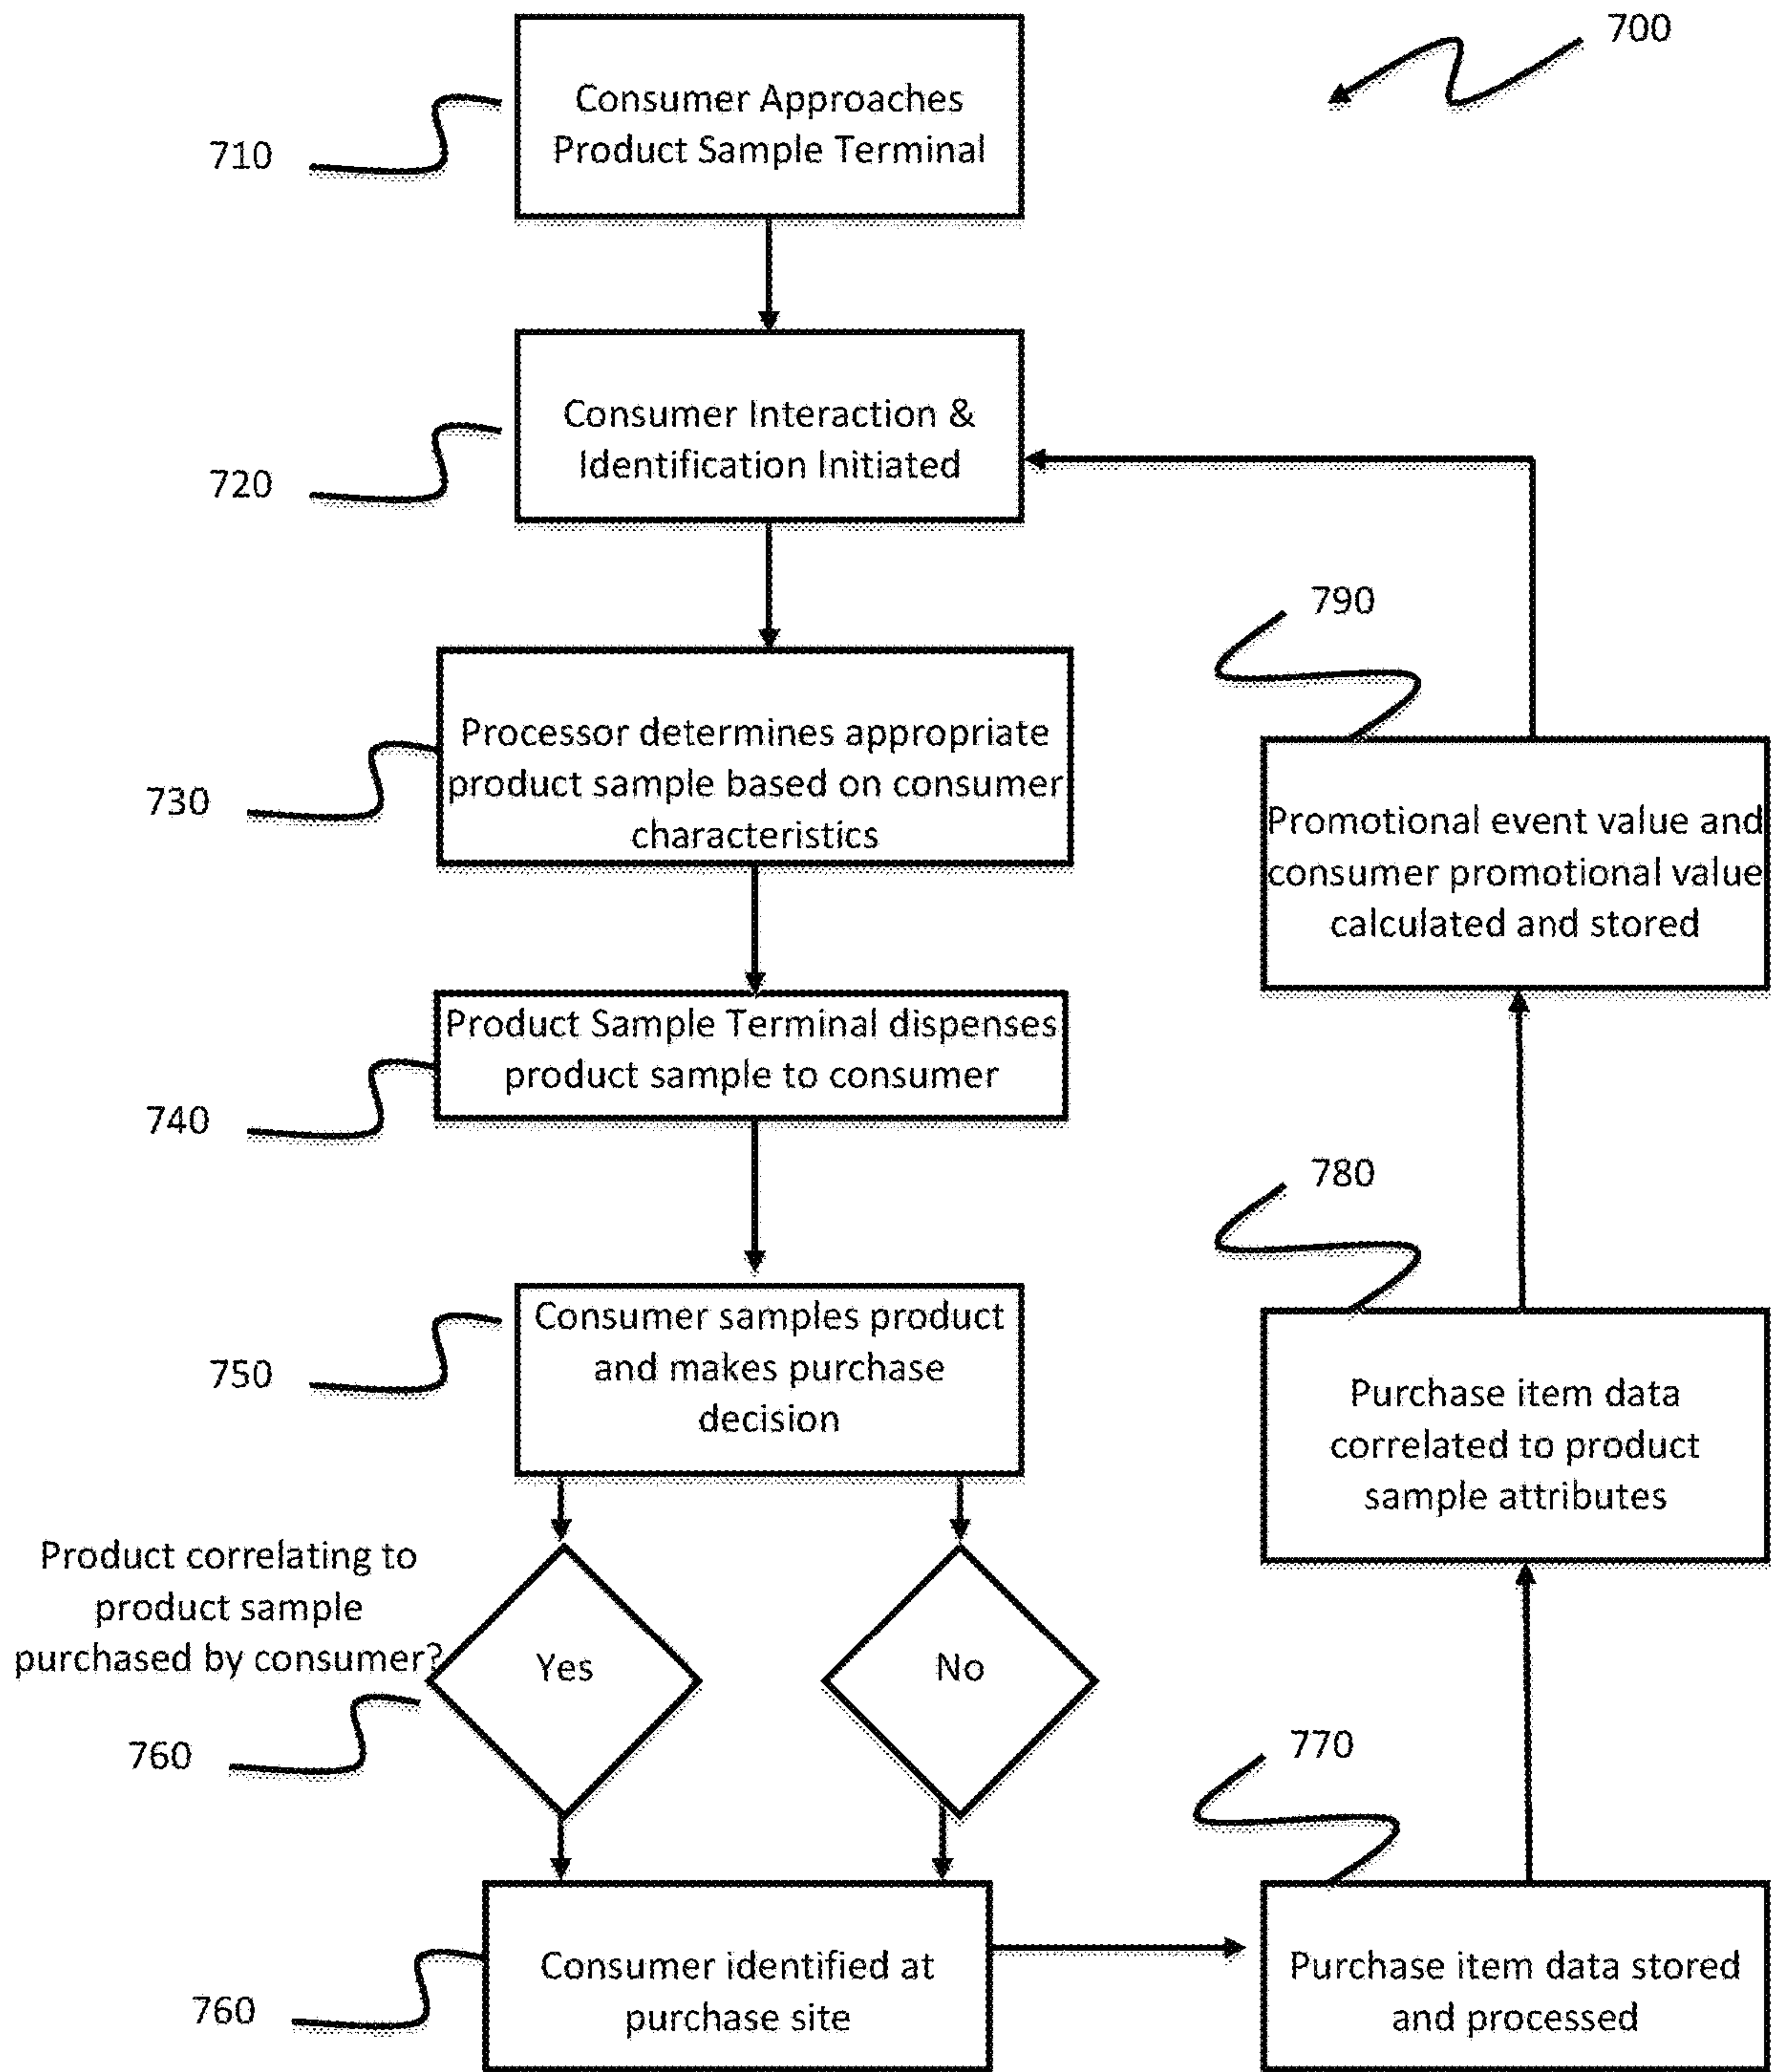 700
Consumer Approaches
Product Sample Terminal
710
Consumer Interaction &
Identification Initiated
720
Processor determines appropriate
product sample based on consumer
characteristics
730
Product Sample Terminal dispenses
product sample to consumer
740
Consumer samples product
and makes purchase
decision
750
Product correlating to
product sample
purchased by consumer?
760
Yes
No
Consumer identified at
purchase site
760
770
Purchase item data stored
and processed
780
Purchase item data
correlated to product
sample attributes
790
Promotional event value and
consumer promotional value
calculated and stored